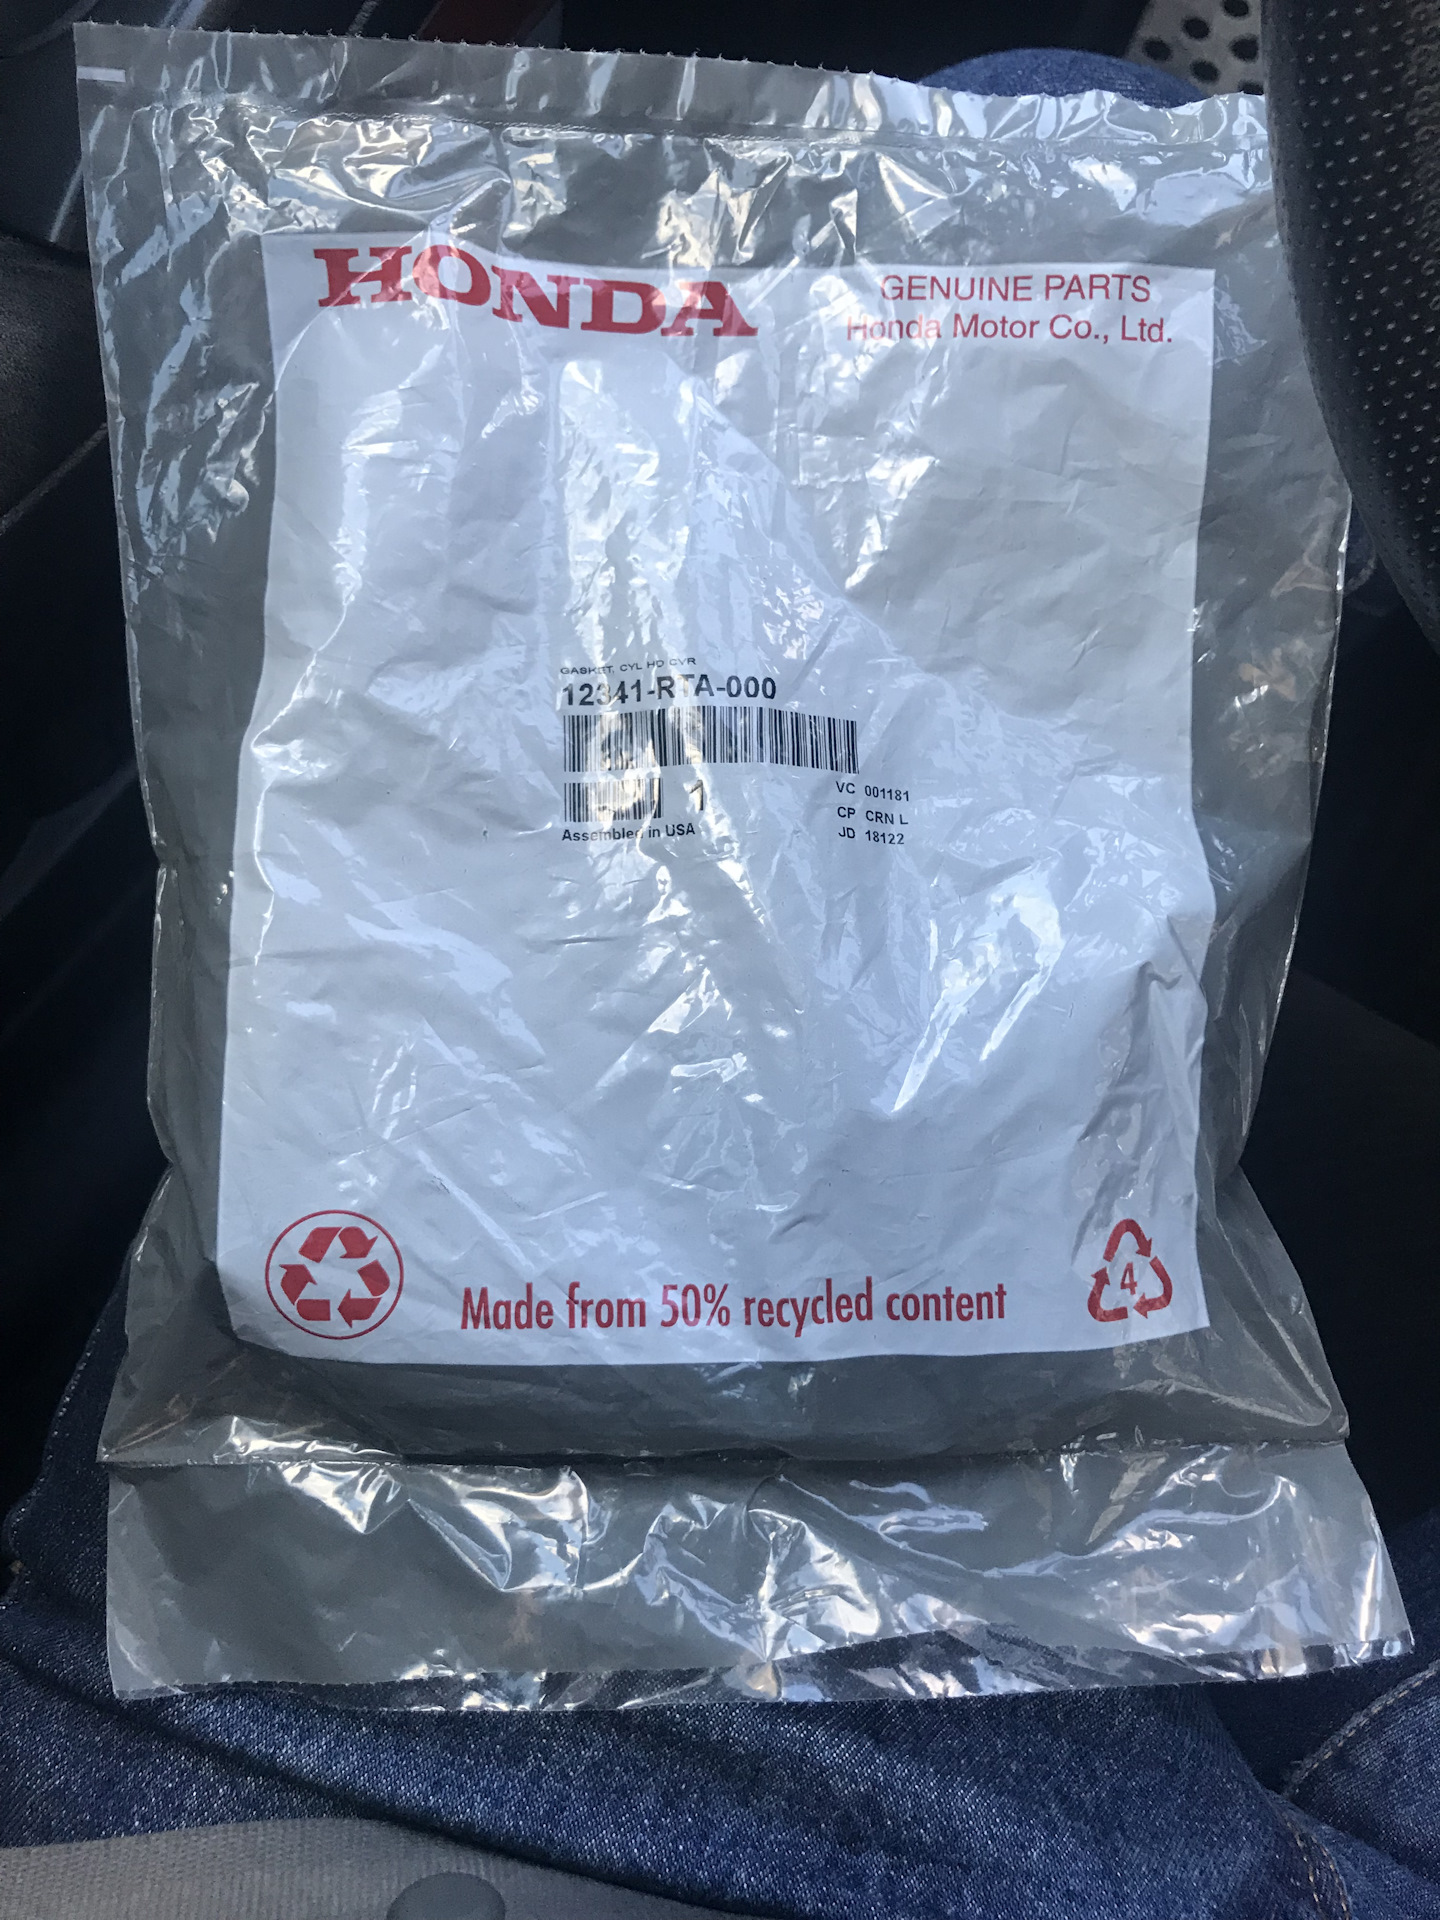 HONDA
GENUINE PARTS
Honda Motor Co., Ltd.
GASKET, CYL HD CVR
12341-RTA-000
1
Assembled in USA
VC 001181
CP CRN L
JD 18122
Made from 50% recycled content
4